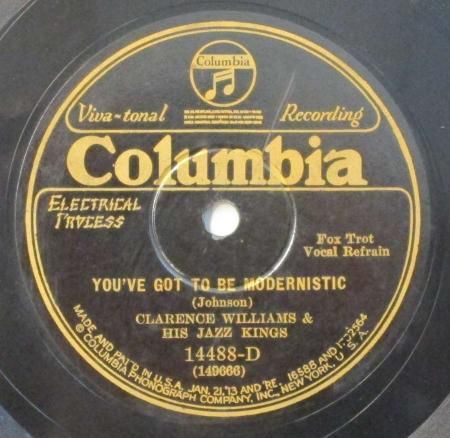 Columbia
Viva-tonal Recording
Columbia
ELECTRICAL
PROCESS
Fox Trot
Vocal Refrain
YOU'VE GOT TO BE MODERNISTIC
(Johnson)
CLARENCE WILLIAMS &
HIS JAZZ KINGS
14488-D
(149666)
MADE AND PAT'D IN U.S.A. JAN. 21,'13 AND RE. 16588 AND
COLUMBIA PHONOGRAPH COMPANY, INC., NEW YORK, U.S.A.